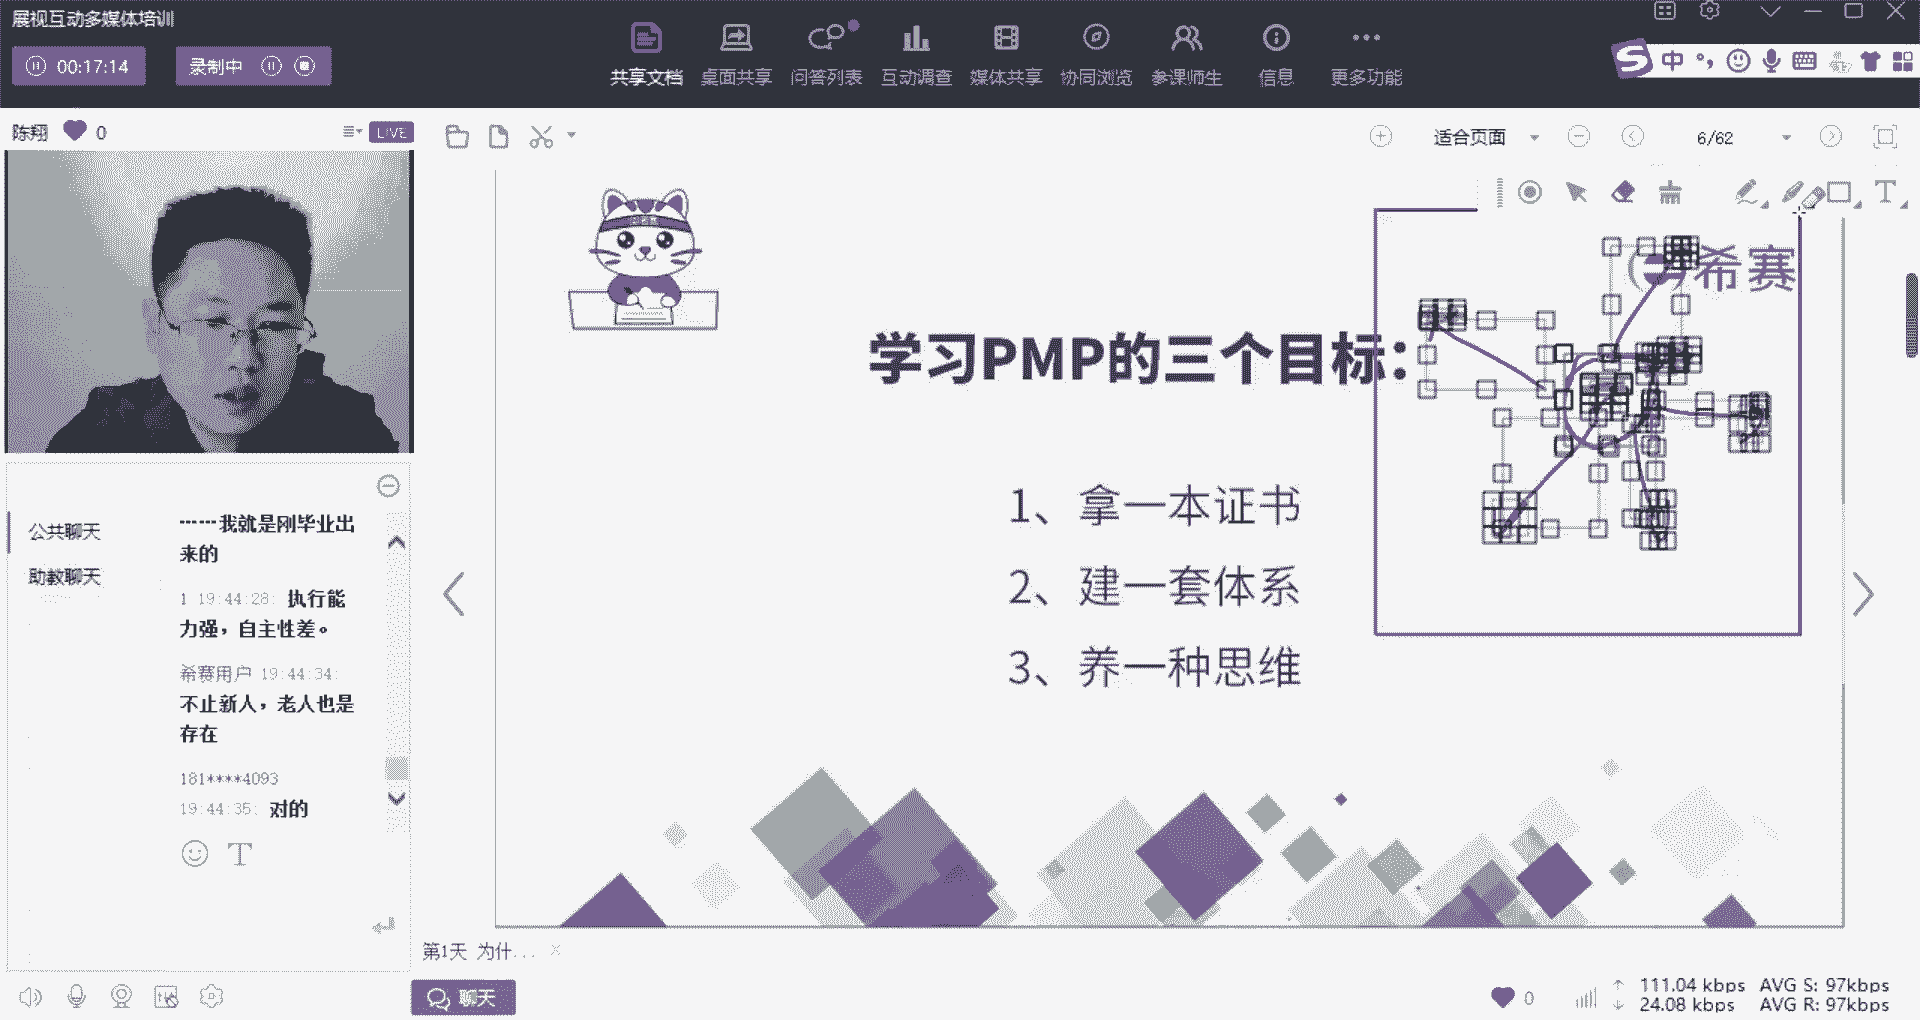 展视互动多媒体培训
00:17:14
录制中
共享文档 桌面共享 问答列表 互动调查 媒体共享 协同浏览 参课师生 信息 更多功能
中
陈翔 0
LIVE
适合页面
6/62
T
希赛
学习PMP的三个目标：
1、拿一本证书
2、建一套体系
3、养一种思维
公共聊天
助教聊天
……我就是刚毕业出
来的
1 19:44:28: 执行能
力强，自主性差。
希赛用户 19:44:34:
不止新人，老人也是
存在
181****4093
19:44:35: 对的
T
第1天 为什...
聊天
0
111.04 kbps AVG S: 97kbps
24.08 kbps AVG R: 97kbps